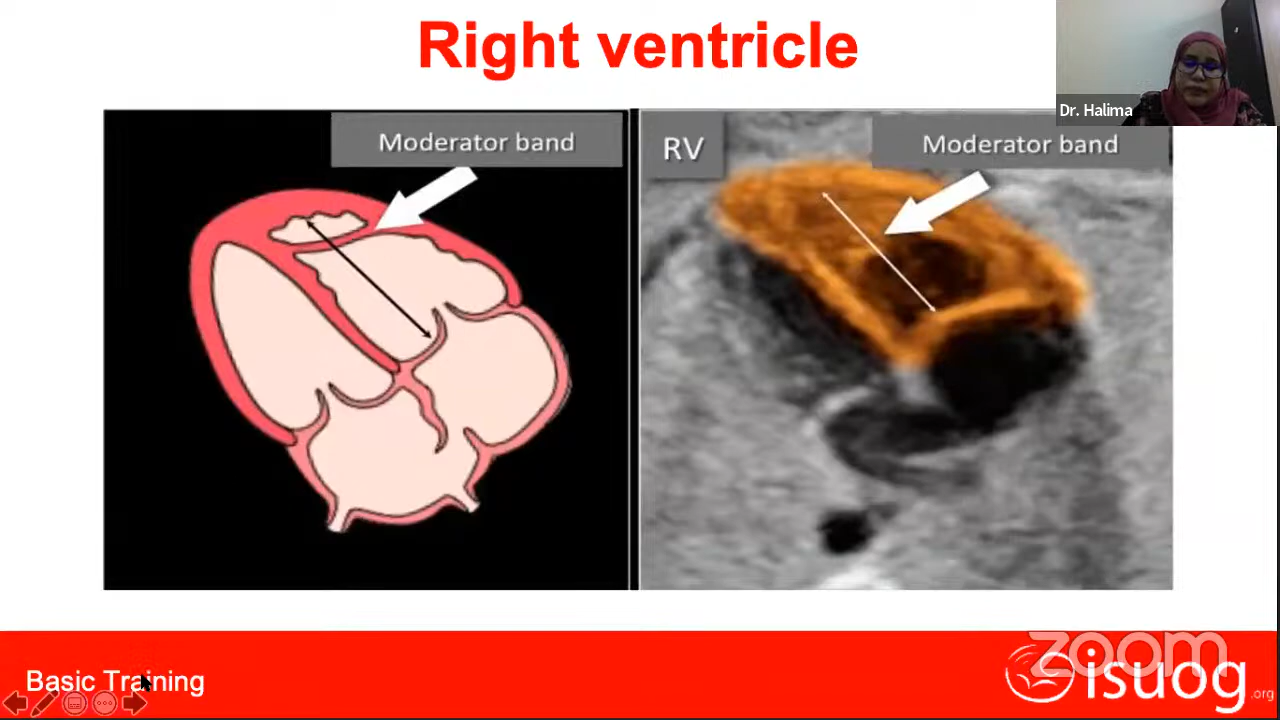 Right ventricle
Dr. Halima
Moderator band
RV
Moderator band
Basic Training
zoom
isuog.org